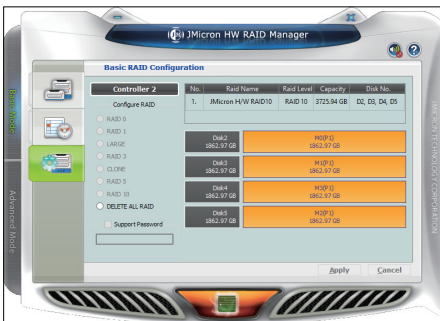 JMicron HW RAID Manager
Basic RAID Configuration
Controller 2
Configure RAID
RAID 0
RAID 1
LARGE
RAID 3
CLONE
RAID 5
RAID 10
DELETE ALL RAID
Support Password
No. Raid Name Raid Level Capacity Disk No.
1. JMicron H/W RAID10 RAID 10 3725.94 GB D2, D3, D4, D5
Disk2
1862.97 GB
M0(P1)
1862.97 GB
Disk3
1862.97 GB
M1(P1)
1862.97 GB
Disk4
1862.97 GB
M3(P1)
1862.97 GB
Disk5
1862.97 GB
M2(P1)
1862.97 GB
Apply Cancel
Basic Mode
Advanced Mode
JMICRON TECHNOLOGY CORPORATION